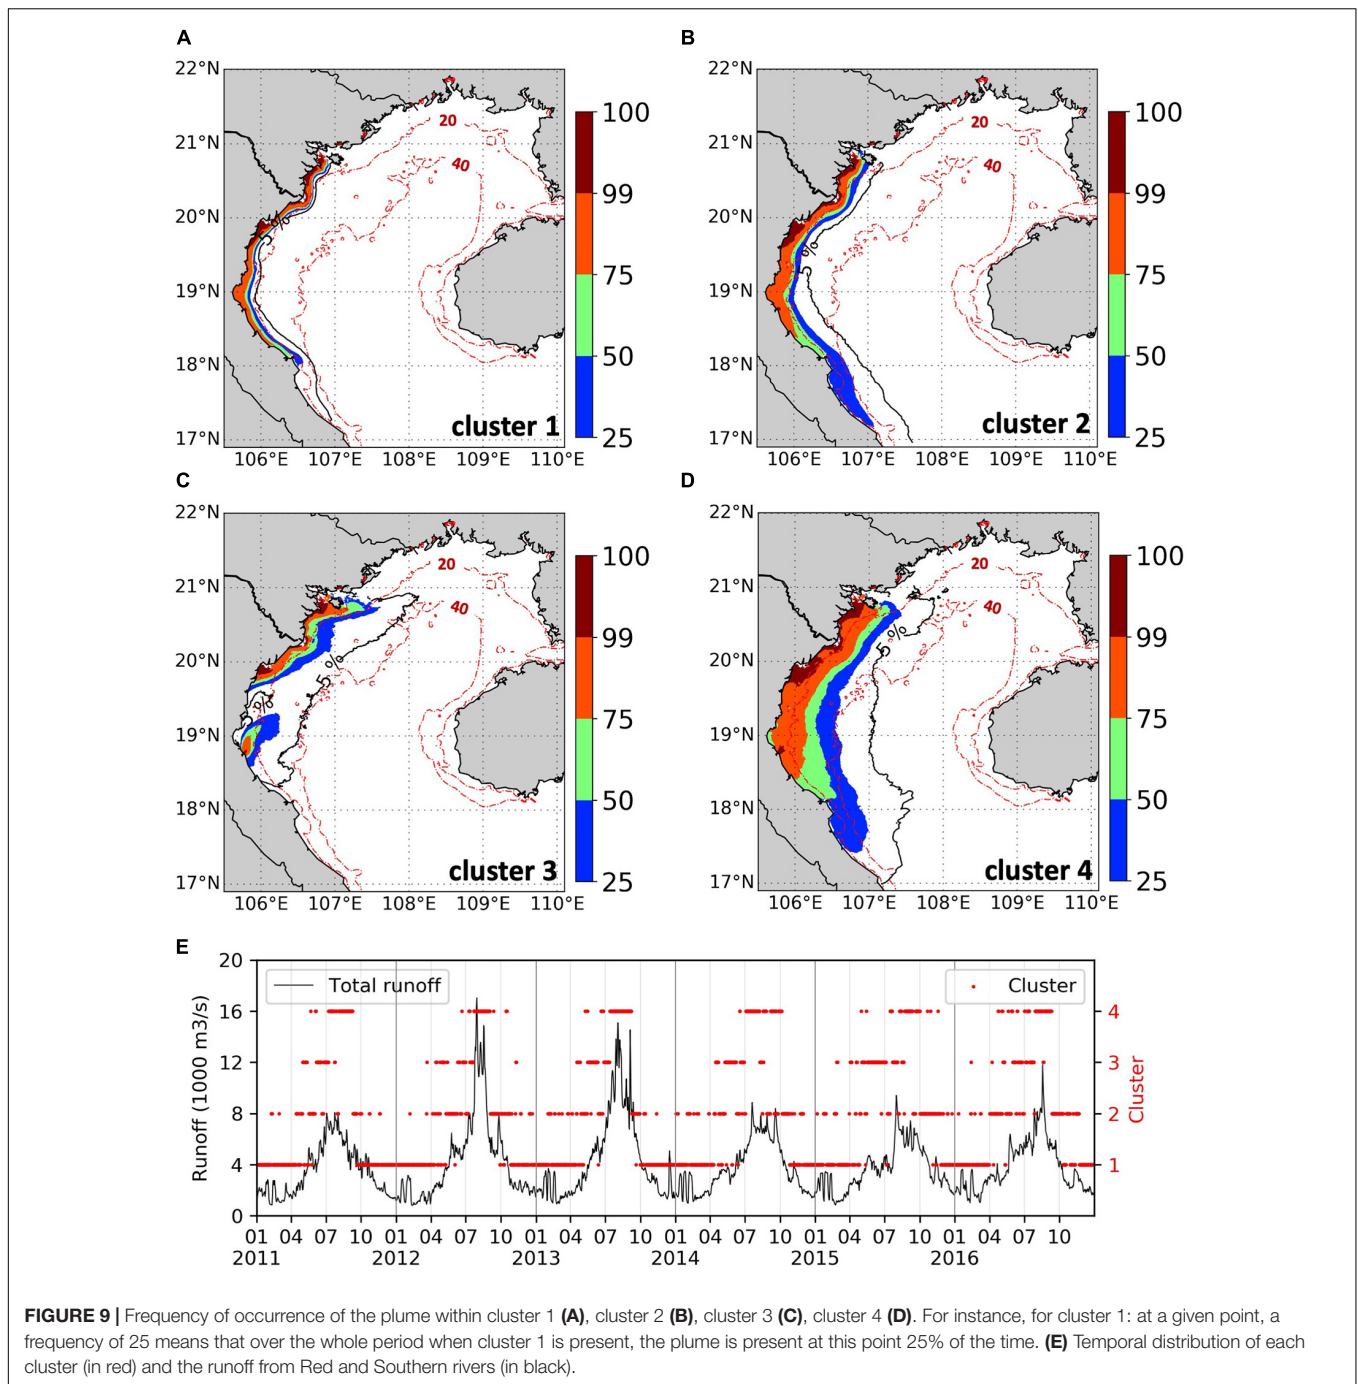 A
B
22°N
21°N
20°N
19°N
18°N
17°N
106°E 107°E 108°E 109°E 110°E
20
40
5%
cluster 1
100
99
75
50
25
22°N
21°N
20°N
19°N
18°N
17°N
106°E 107°E 108°E 109°E 110°E
20
40
5%
cluster 2
100
99
75
50
25
C
D
22°N
21°N
20°N
19°N
18°N
17°N
106°E 107°E 108°E 109°E 110°E
20
40
5%
5%
cluster 3
100
99
75
50
25
22°N
21°N
20°N
19°N
18°N
17°N
106°E 107°E 108°E 109°E 110°E
20
40
5%
cluster 4
100
99
75
50
25
E
Runoff (1000 m3/s)
20
16
12
8
4
0
Total runoff
Cluster
4
3
2
1
Cluster
01 04 07 10 01 04 07 10 01 04 07 10 01 04 07 10 01 04 07 10 01 04 07 10
2011 2012 2013 2014 2015 2016
FIGURE 9 | Frequency of occurrence of the plume within cluster 1 (A), cluster 2 (B), cluster 3 (C), cluster 4 (D). For instance, for cluster 1: at a given point, a
frequency of 25 means that over the whole period when cluster 1 is present, the plume is present at this point 25% of the time. (E) Temporal distribution of each
cluster (in red) and the runoff from Red and Southern rivers (in black).